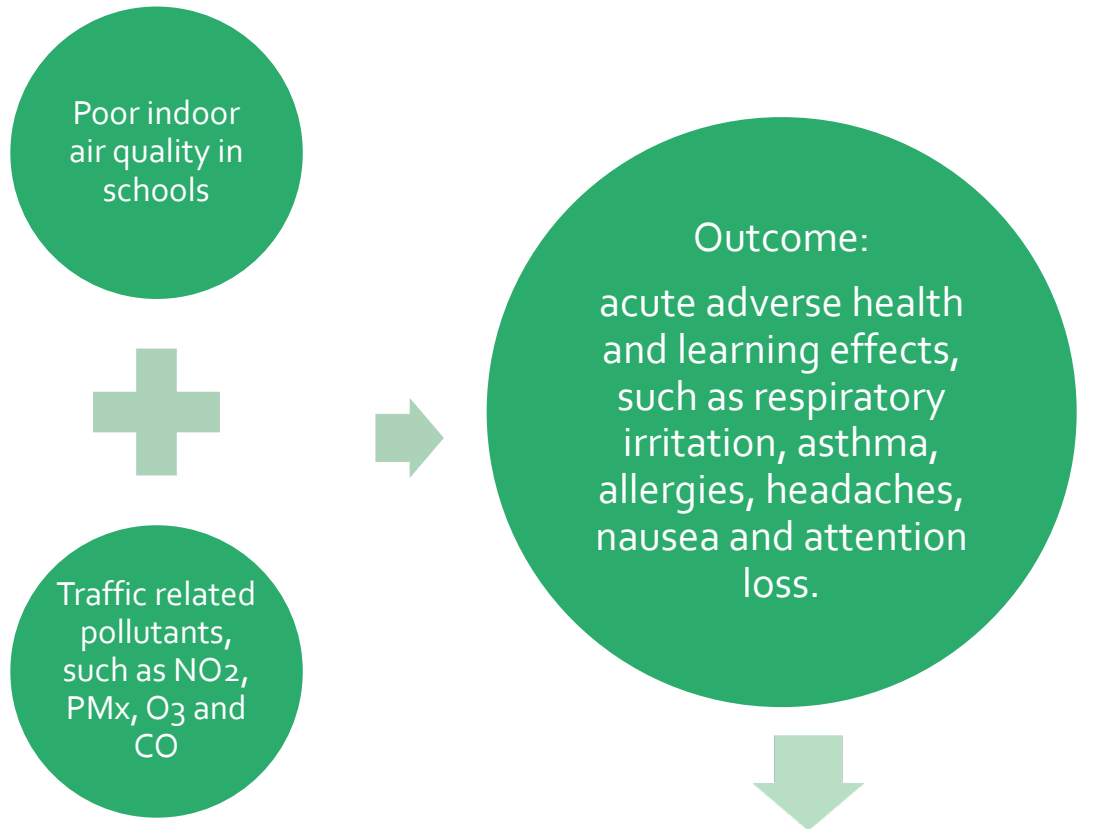 Poor indoor
air quality in
schools
Traffic related
pollutants,
such as NO2,
PMx, O3 and
CO
Outcome:
acute adverse health
and learning effects,
such as respiratory
irritation, asthma,
allergies, headaches,
nausea and attention
loss.